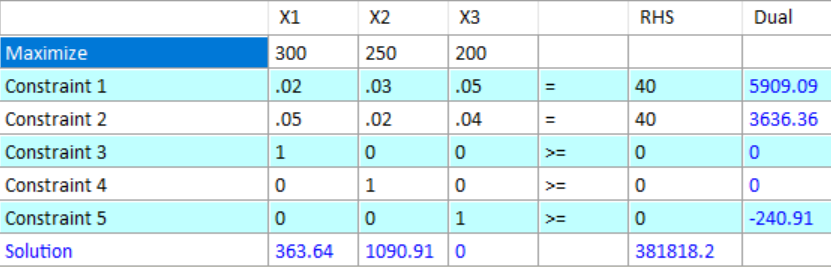 X1 X2 X3 RHS Dual
Maximize 300 250 200
Constraint 1 .02 .03 .05 = 40 5909.09
Constraint 2 .05 .02 .04 = 40 3636.36
Constraint 3 1 0 0 >= 0 0
Constraint 4 0 1 0 >= 0 0
Constraint 5 0 0 1 >= 0 -240.91
Solution 363.64 1090.91 0 381818.2